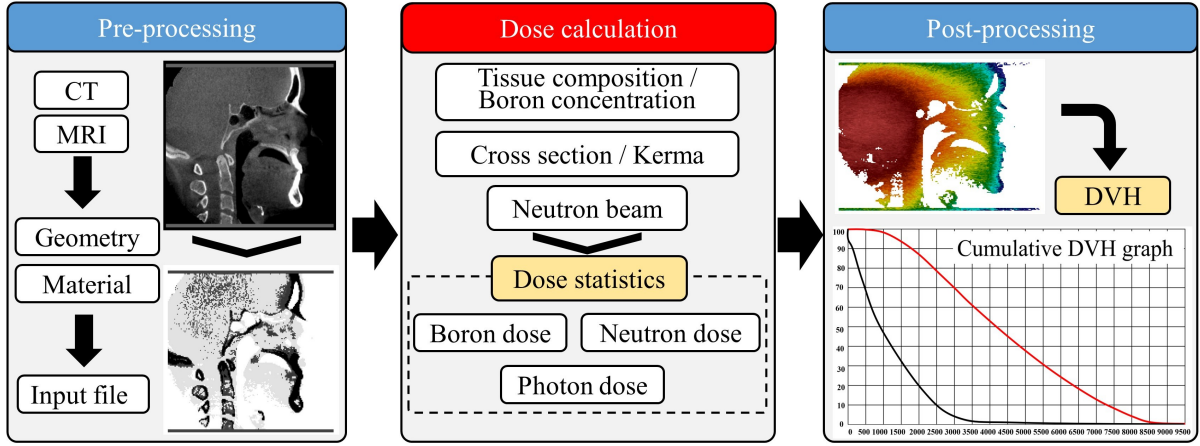 Pre-processing
CT
MRI
Geometry
Material
Input file
Dose calculation
Tissue composition /
Boron concentration
Cross section / Kerma
Neutron beam
Dose statistics
Boron dose
Neutron dose
Photon dose
Post-processing
DVH
Cumulative DVH graph
100
90
80
70
60
50
40
30
20
10
0
0 500 1000 1500 2000 2500 3000 3500 4000 4500 5000 5500 6000 6500 7000 7500 8000 8500 9000 9500